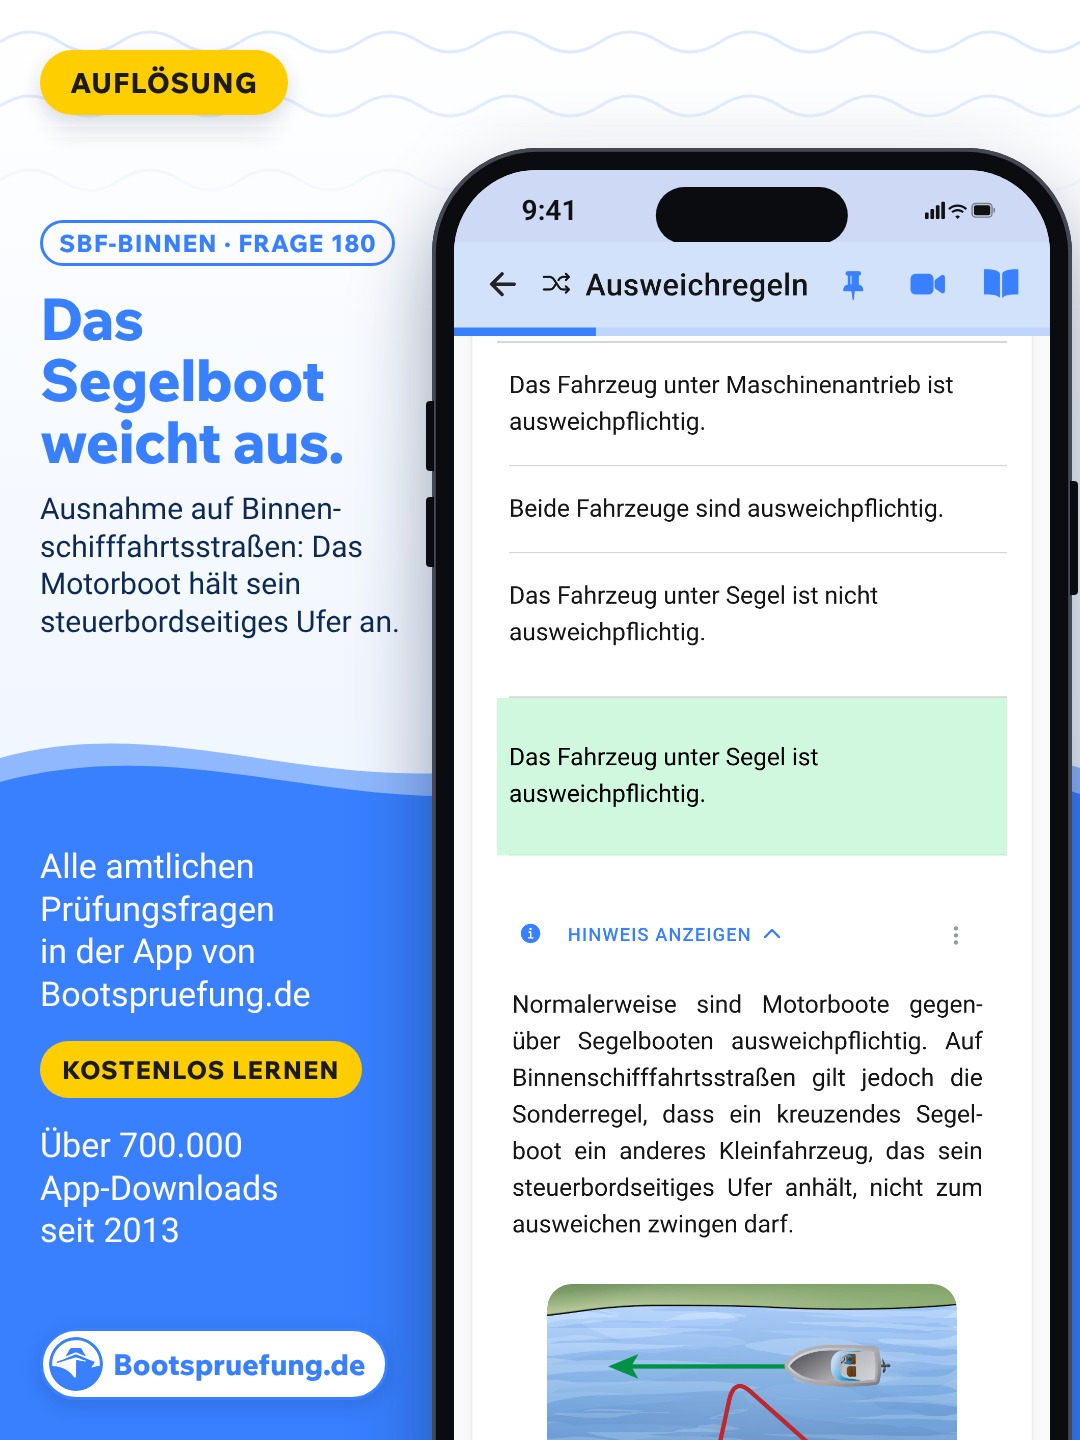 AUFLÖSUNG
SBF-BINNEN · FRAGE 180
Das
Segelboot
weicht aus.
Ausnahme auf Binnen-
schifffahrtsstraßen: Das
Motorboot hält sein
steuerbordseitiges Ufer an.
Alle amtlichen
Prüfungsfragen
in der App von
Bootspruefung.de
KOSTENLOS LERNEN
Über 700.000
App-Downloads
seit 2013
Bootspruefung.de
9:41
Ausweichregeln
Das Fahrzeug unter Maschinenantrieb ist
ausweichpflichtig.
Beide Fahrzeuge sind ausweichpflichtig.
Das Fahrzeug unter Segel ist nicht
ausweichpflichtig.
Das Fahrzeug unter Segel ist
ausweichpflichtig.
HINWEIS ANZEIGEN
Normalerweise sind Motorboote gegen-
über Segelbooten ausweichpflichtig. Auf
Binnenschifffahrtsstraßen gilt jedoch die
Sonderregel, dass ein kreuzendes Segel-
boot ein anderes Kleinfahrzeug, das sein
steuerbordseitiges Ufer anhält, nicht zum
ausweichen zwingen darf.